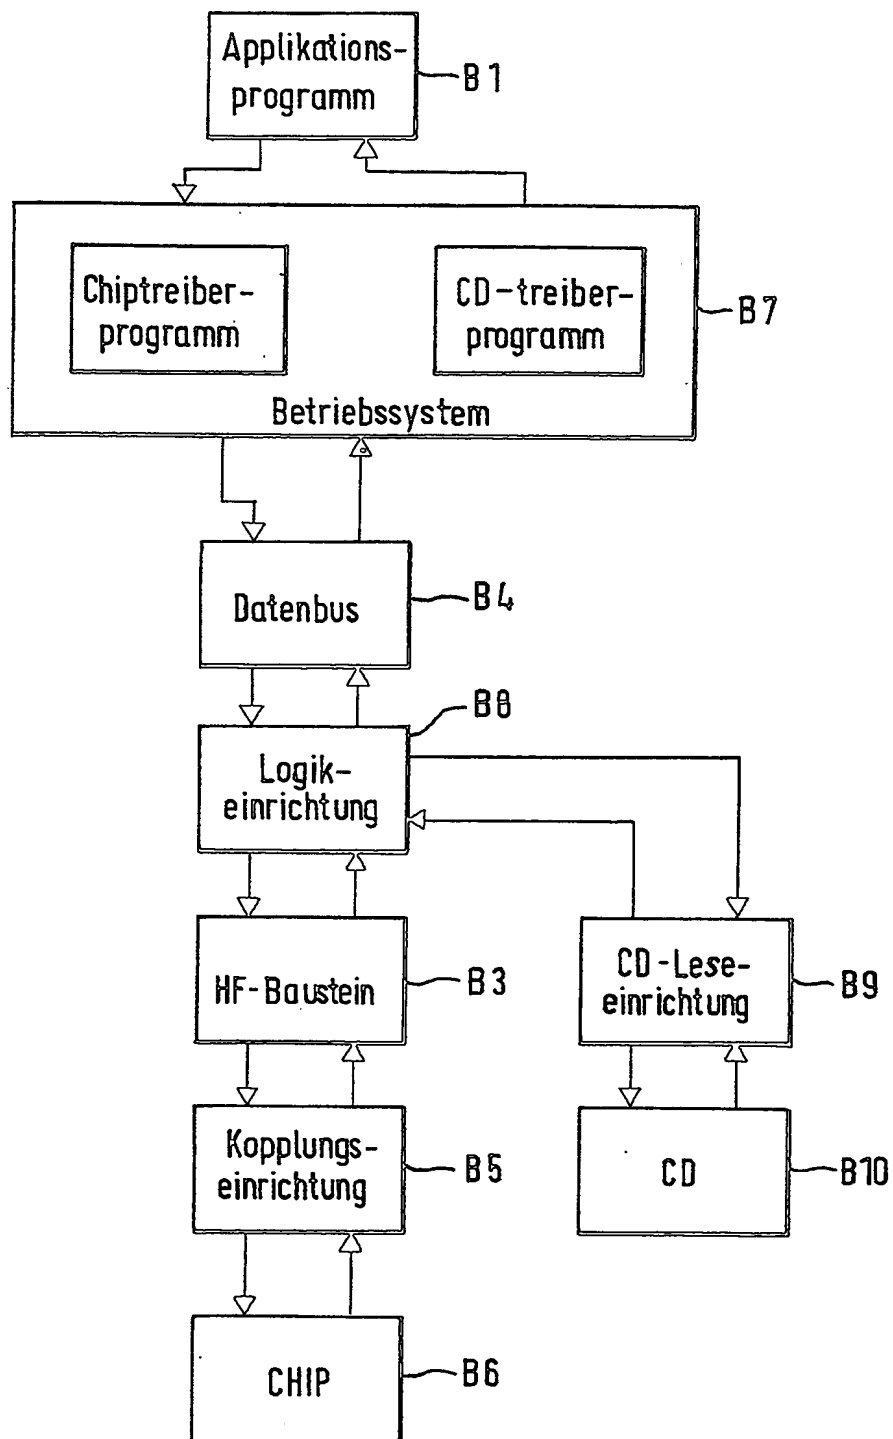 Applikations-
programm
B1
Chiptreiber-
programm
CD-treiber-
programm
B7
Betriebssystem
Datenbus
B4
B8
Logik-
einrichtung
HF-Baustein
B3
CD-Lese-
einrichtung
B9
Kopplungs-
einrichtung
B5
CD
B10
CHIP
B6